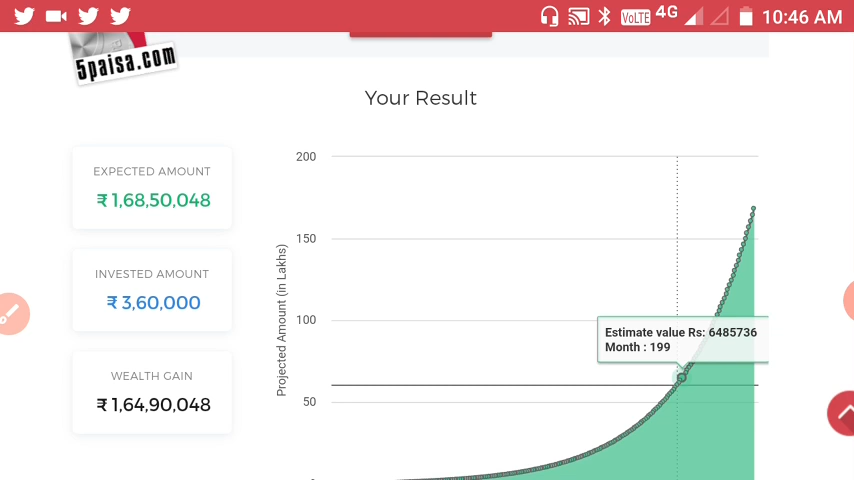 VoLTE 4G 10:46 AM
5paisa.com
Your Result
EXPECTED AMOUNT
₹ 1,68,50,048
INVESTED AMOUNT
₹ 3,60,000
WEALTH GAIN
₹ 1,64,90,048
Projected Amount (in Lakhs)
200
150
100
50
Estimate value Rs: 6485736
Month : 199